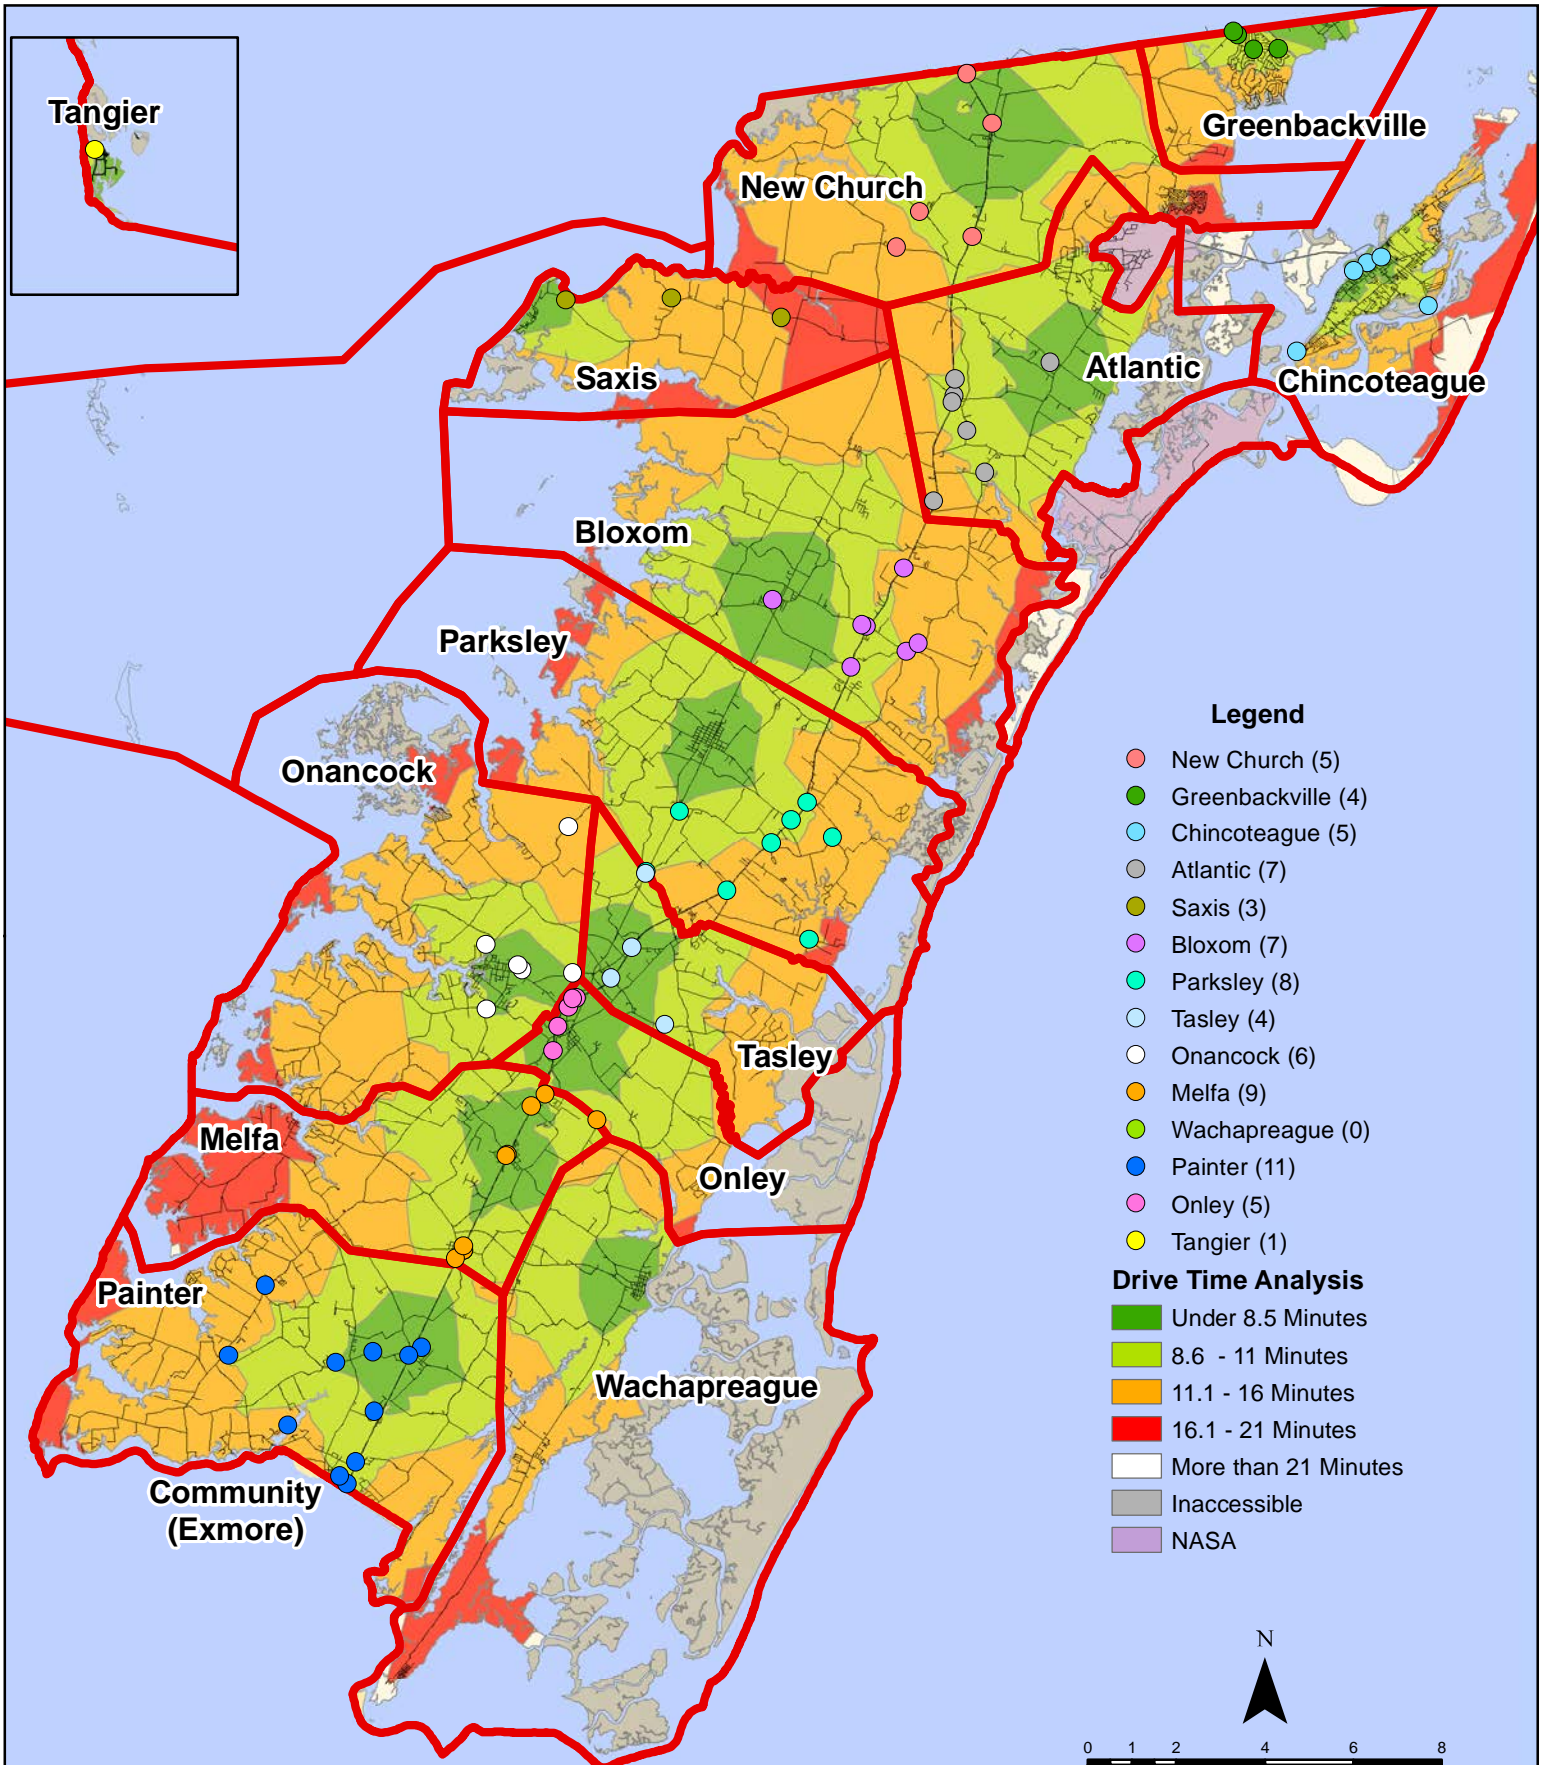 Tangier
Greenbackville
New Church
Saxis
Atlantic
Chincoteague
Bloxom
Parksley
Onancock
Tasley
Melfa
Onley
Painter
Wachapreague
Community
(Exmore)
Legend
New Church (5)
Greenbackville (4)
Chincoteague (5)
Atlantic (7)
Saxis (3)
Bloxom (7)
Parksley (8)
Tasley (4)
Onancock (6)
Melfa (9)
Wachapreague (0)
Painter (11)
Onley (5)
Tangier (1)
Drive Time Analysis
Under 8.5 Minutes
8.6 - 11 Minutes
11.1 - 16 Minutes
16.1 - 21 Minutes
More than 21 Minutes
Inaccessible
NASA
N
0 1 2 4 6 8